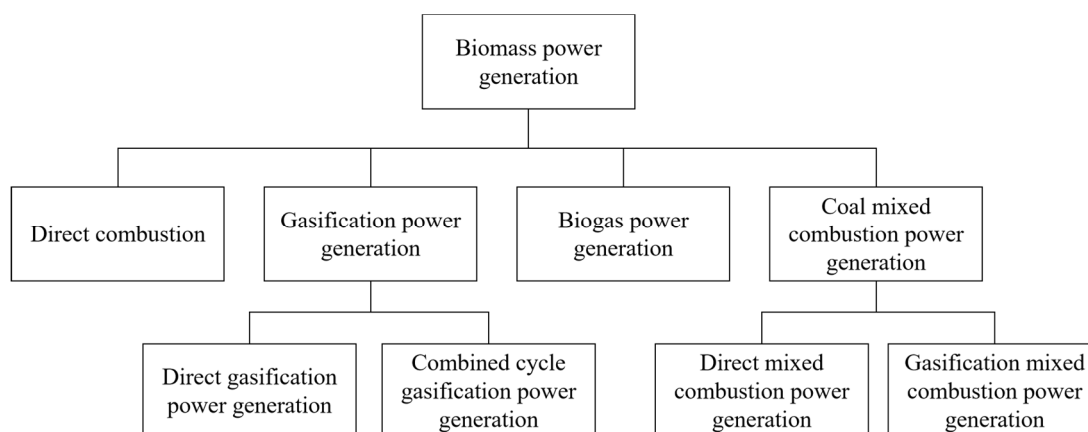 Biomass power
generation
Direct combustion
Gasification power
generation
Biogas power
generation
Coal mixed
combustion power
generation
Direct gasification
power generation
Combined cycle
gasification power
generation
Direct mixed
combustion power
generation
Gasification mixed
combustion power
generation